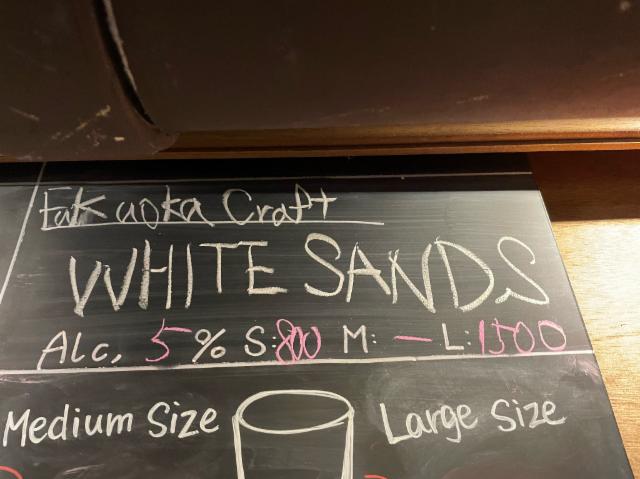 Fukuoka Craft
WHITE SANDS
Alc, 5% S:800 M: — L:1500
Medium Size
Large Size